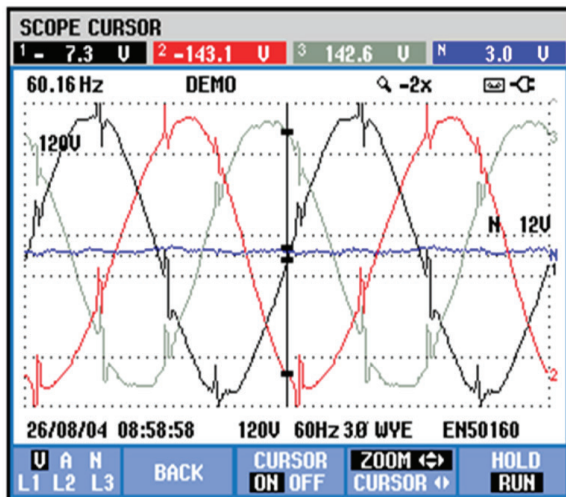 SCOPE CURSOR
1 - 7.3 V 2 -143.1 V 3 142.6 V N 3.0 V
60.16 Hz DEMO -2x
120V
3
N 12V
N
1
2
26/08/04 08:58:58 120V 60Hz 3Ø WYE EN50160
V A N
L1 L2 L3
BACK
CURSOR
ON OFF
ZOOM
CURSOR
HOLD
RUN